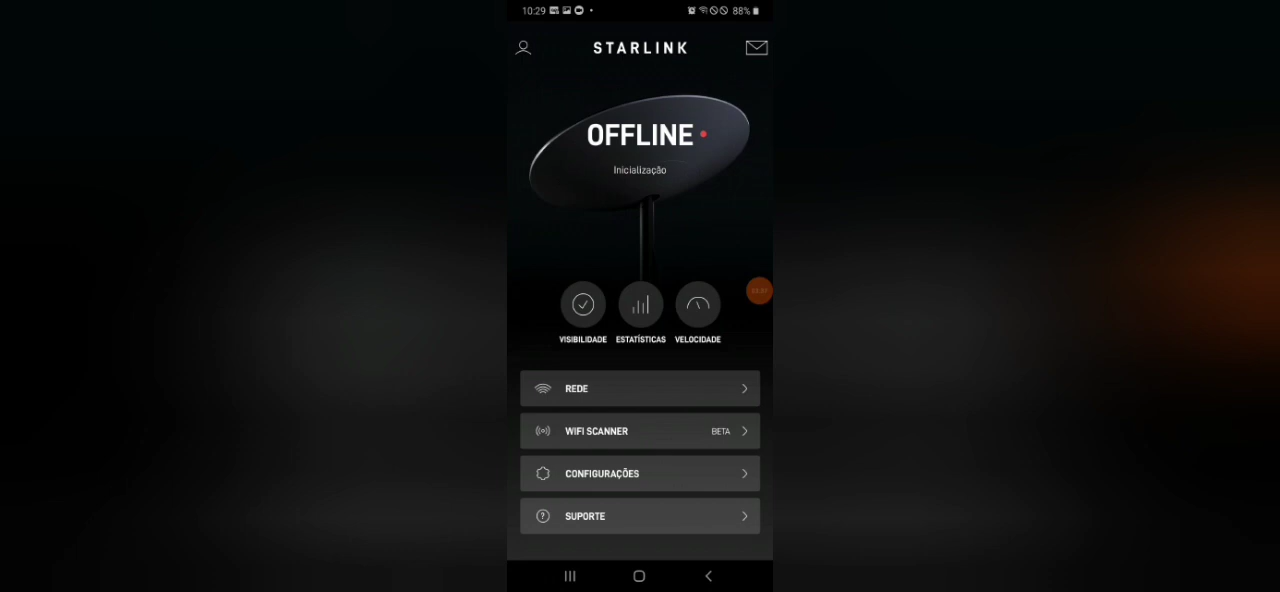 10:29 88%
STARLINK
OFFLINE
Inicialização
VISIBILIDADE ESTATÍSTICAS VELOCIDADE
REDE
WIFI SCANNER BETA
CONFIGURAÇÕES
SUPORTE